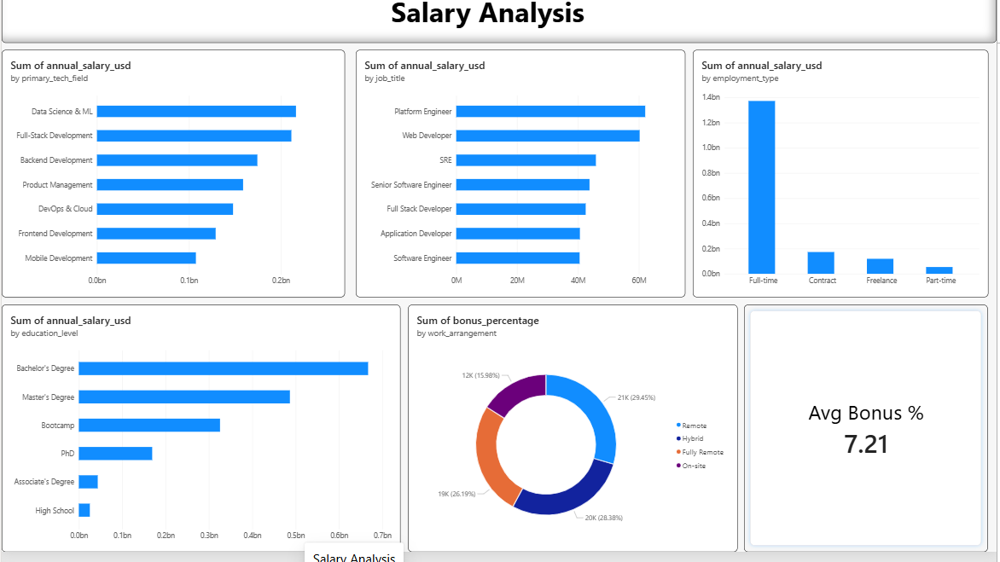 Salary Analysis
Sum of annual_salary_usd
by primary_tech_field
Data Science & ML
Full-Stack Development
Backend Development
Product Management
DevOps & Cloud
Frontend Development
Mobile Development
0.0bn 0.1bn 0.2bn
Sum of annual_salary_usd
by job_title
Platform Engineer
Web Developer
SRE
Senior Software Engineer
Full Stack Developer
Application Developer
Software Engineer
0M 20M 40M 60M
Sum of annual_salary_usd
by employment_type
1.4bn
1.2bn
1.0bn
0.8bn
0.6bn
0.4bn
0.2bn
0.0bn
Full-time Contract Freelance Part-time
Sum of annual_salary_usd
by education_level
Bachelor's Degree
Master's Degree
Bootcamp
PhD
Associate's Degree
High School
0.0bn 0.1bn 0.2bn 0.3bn 0.4bn 0.5bn 0.6bn 0.7bn
Sum of bonus_percentage
by work_arrangement
12K (15.98%)
21K (29.45%)
19K (26.19%)
20K (28.38%)
Remote
Hybrid
Fully Remote
On-site
Avg Bonus %
7.21
Salary Analysis